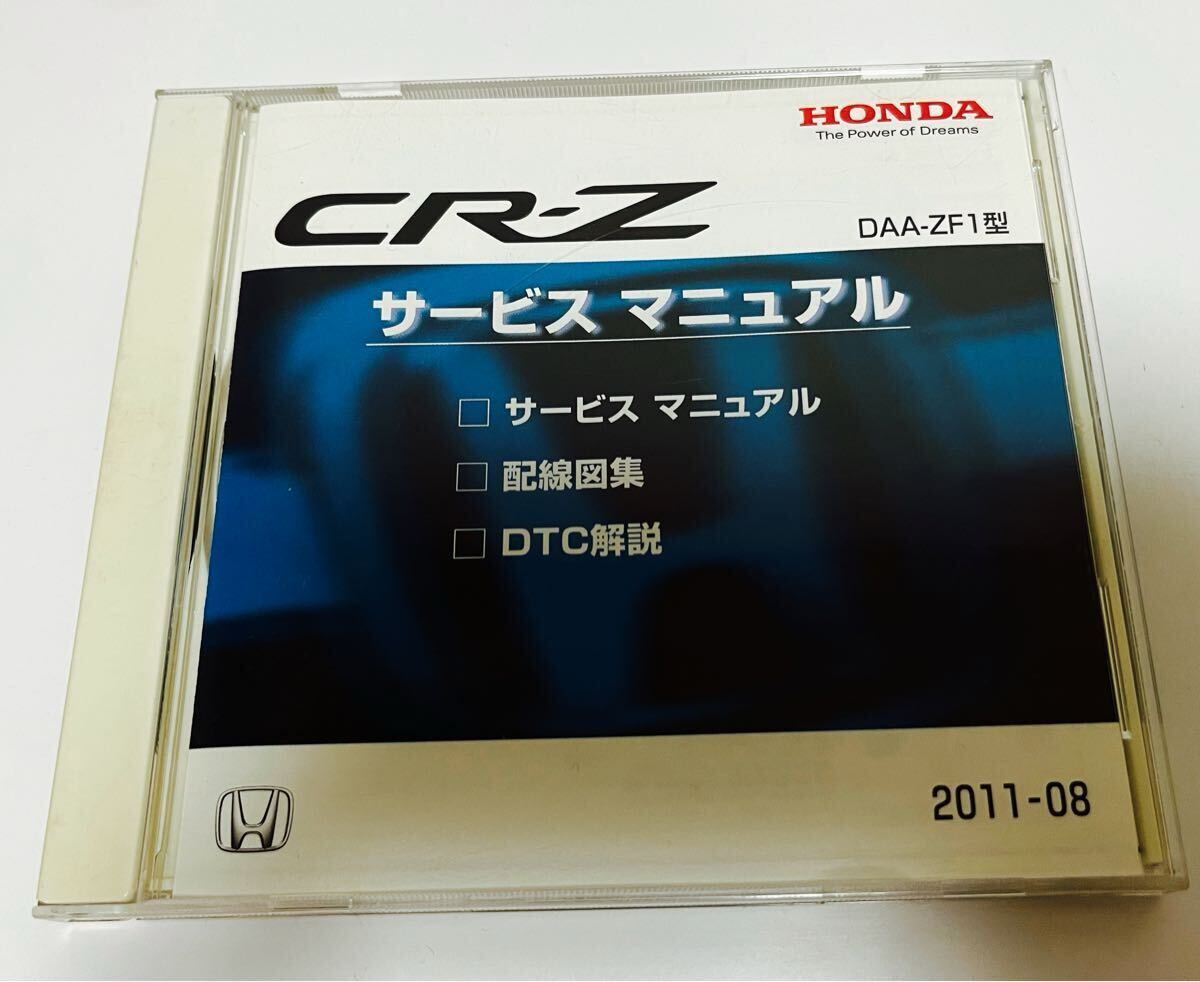 HONDA
The Power of Dreams
CR-Z
DAA-ZF1型
サービス マニュアル
□ サービス マニュアル
□ 配線図集
□ DTC解説
2011-08